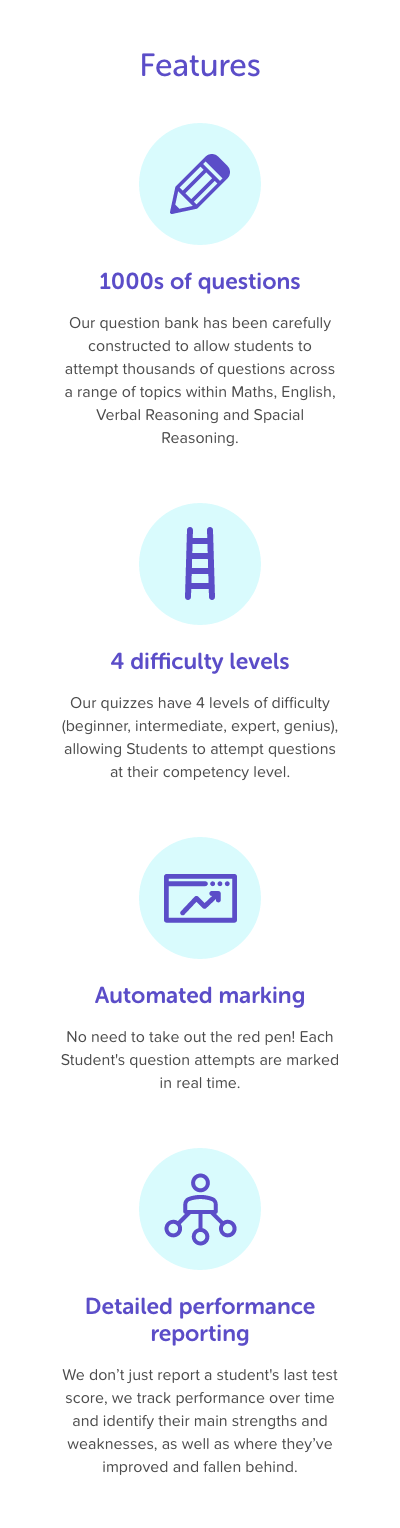 Features
1000s of questions
Our question bank has been carefully
constructed to allow students to
attempt thousands of questions across
a range of topics within Maths, English,
Verbal Reasoning and Spacial
Reasoning.
4 difficulty levels
Our quizzes have 4 levels of difficulty
(beginner, intermediate, expert, genius),
allowing Students to attempt questions
at their competency level.
Automated marking
No need to take out the red pen! Each
Student's question attempts are marked
in real time.
Detailed performance
reporting
We don’t just report a student's last test
score, we track performance over time
and identify their main strengths and
weaknesses, as well as where they’ve
improved and fallen behind.